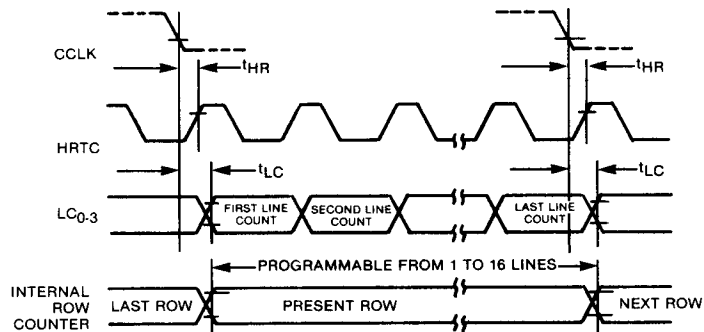 CCLK
tHR
tHR
HRTC
tLC
tLC
LC0-3
FIRST LINE
COUNT
SECOND LINE
COUNT
LAST LINE
COUNT
PROGRAMMABLE FROM 1 TO 16 LINES
INTERNAL
ROW
COUNTER
LAST ROW
PRESENT ROW
NEXT ROW